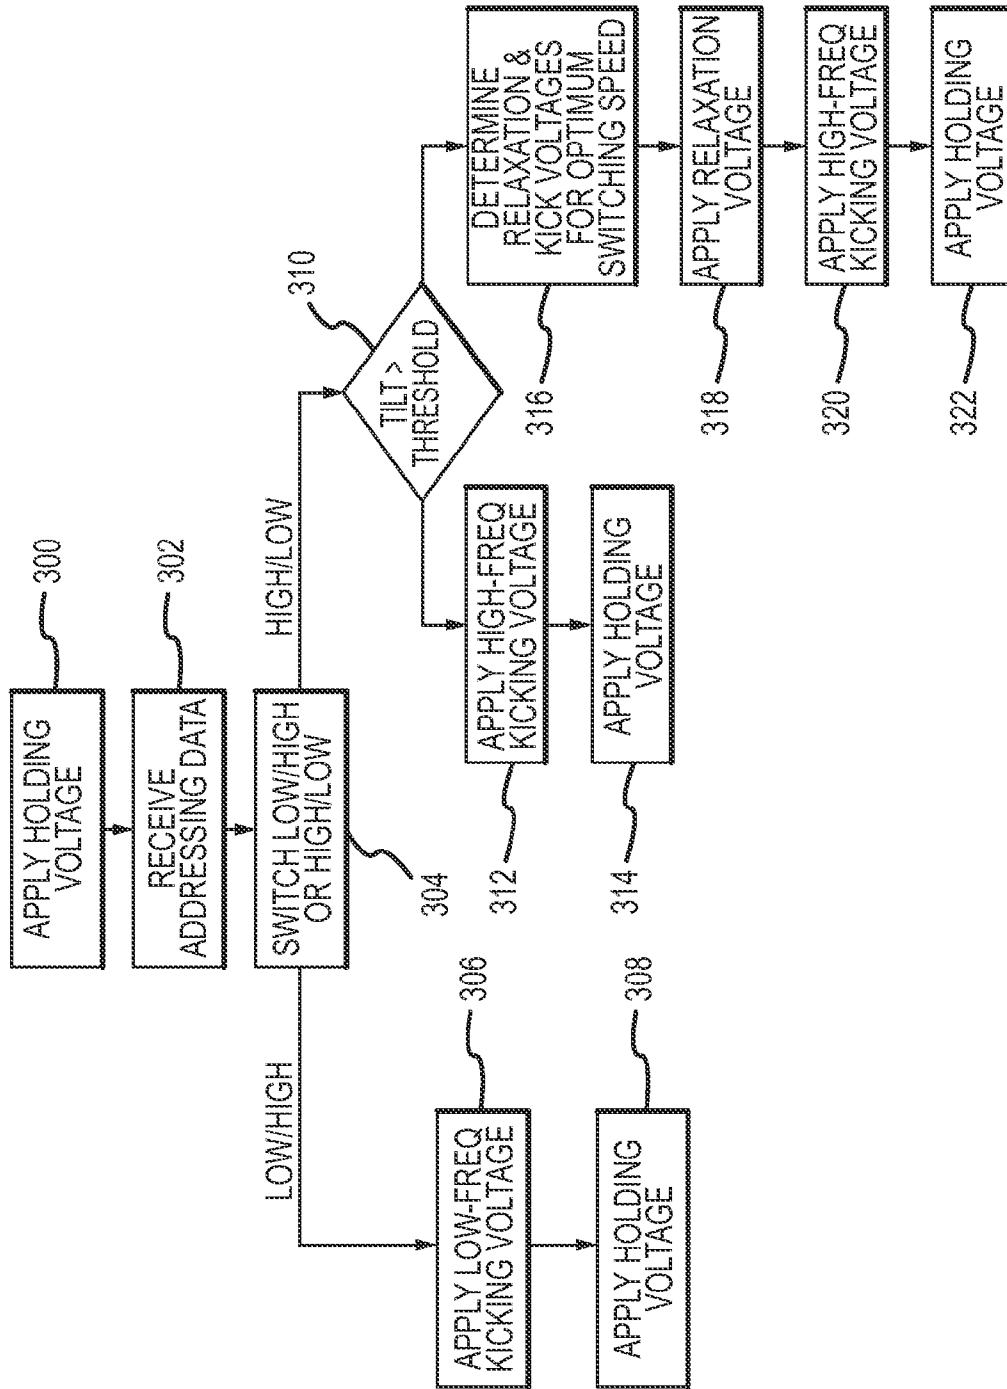 APPLY HOLDING
VOLTAGE
300
RECEIVE
ADDRESSING DATA
302
SWITCH LOW/HIGH
OR HIGH/LOW
304
LOW/HIGH
HIGH/LOW
APPLY LOW-FREQ
KICKING VOLTAGE
306
APPLY HOLDING
VOLTAGE
308
TILT >
THRESHOLD
310
APPLY HIGH-FREQ
KICKING VOLTAGE
312
APPLY HOLDING
VOLTAGE
314
DETERMINE
RELAXATION &
KICK VOLTAGES
FOR OPTIMUM
SWITCHING SPEED
316
APPLY RELAXATION
VOLTAGE
318
APPLY HIGH-FREQ
KICKING VOLTAGE
320
APPLY HOLDING
VOLTAGE
322